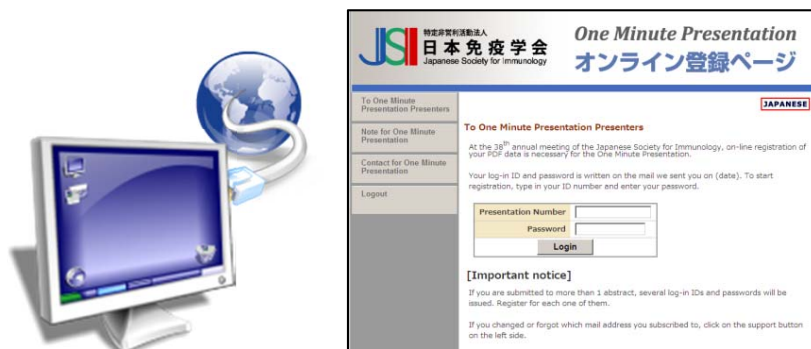 JSI
特定非営利活動法人
日本免疫学会
Japanese Society for Immunology
One Minute Presentation
オンライン登録ページ
JAPANESE
To One Minute
Presentation Presenters
Note for One Minute
Presentation
Contact for One Minute
Presentation
Logout
To One Minute Presentation Presenters
At the 38th annual meeting of the Japanese Society for Immunology, on-line registration of
your PDF data is necessary for the One Minute Presentation.
Your log-in ID and password is written on the mail we sent you on (date). To start
registration, type in your ID number and enter your password.
Presentation Number
Password
Login
[Important notice]
If you are submitted to more than 1 abstract, several log-in IDs and passwords will be
issued. Register for each one of them.
If you changed or forgot which mail address you subscribed to, click on the support button
on the left side.